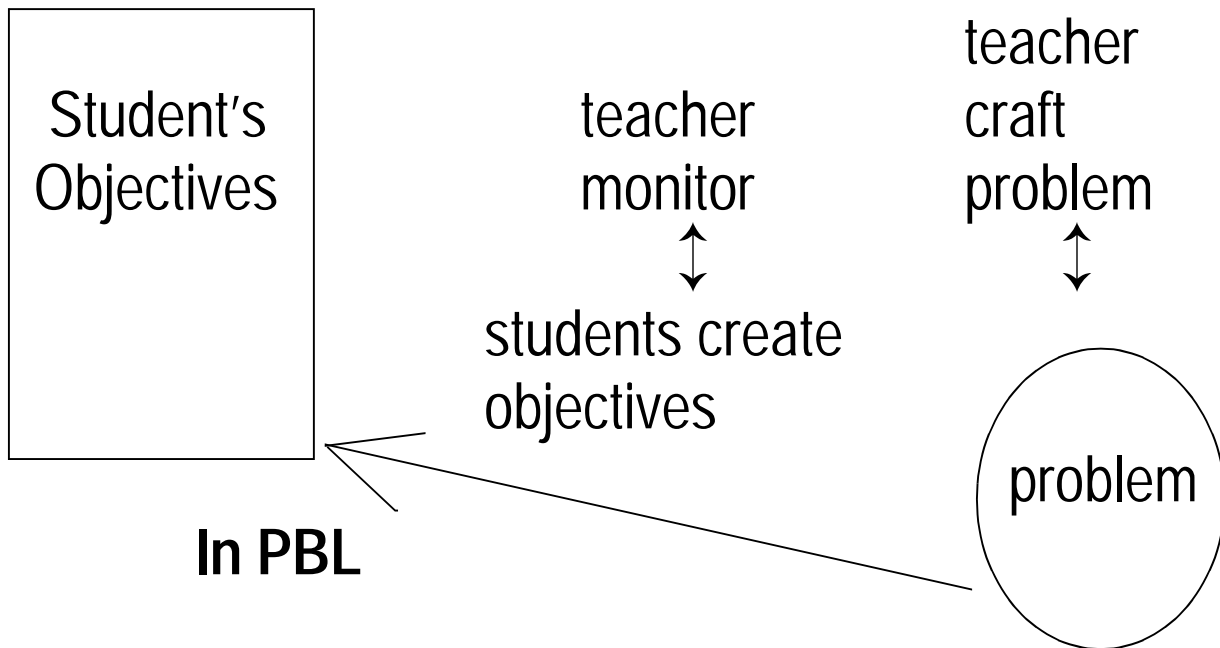 Student's
Objectives
teacher
monitor
students create
objectives
teacher
craft
problem
problem
In PBL